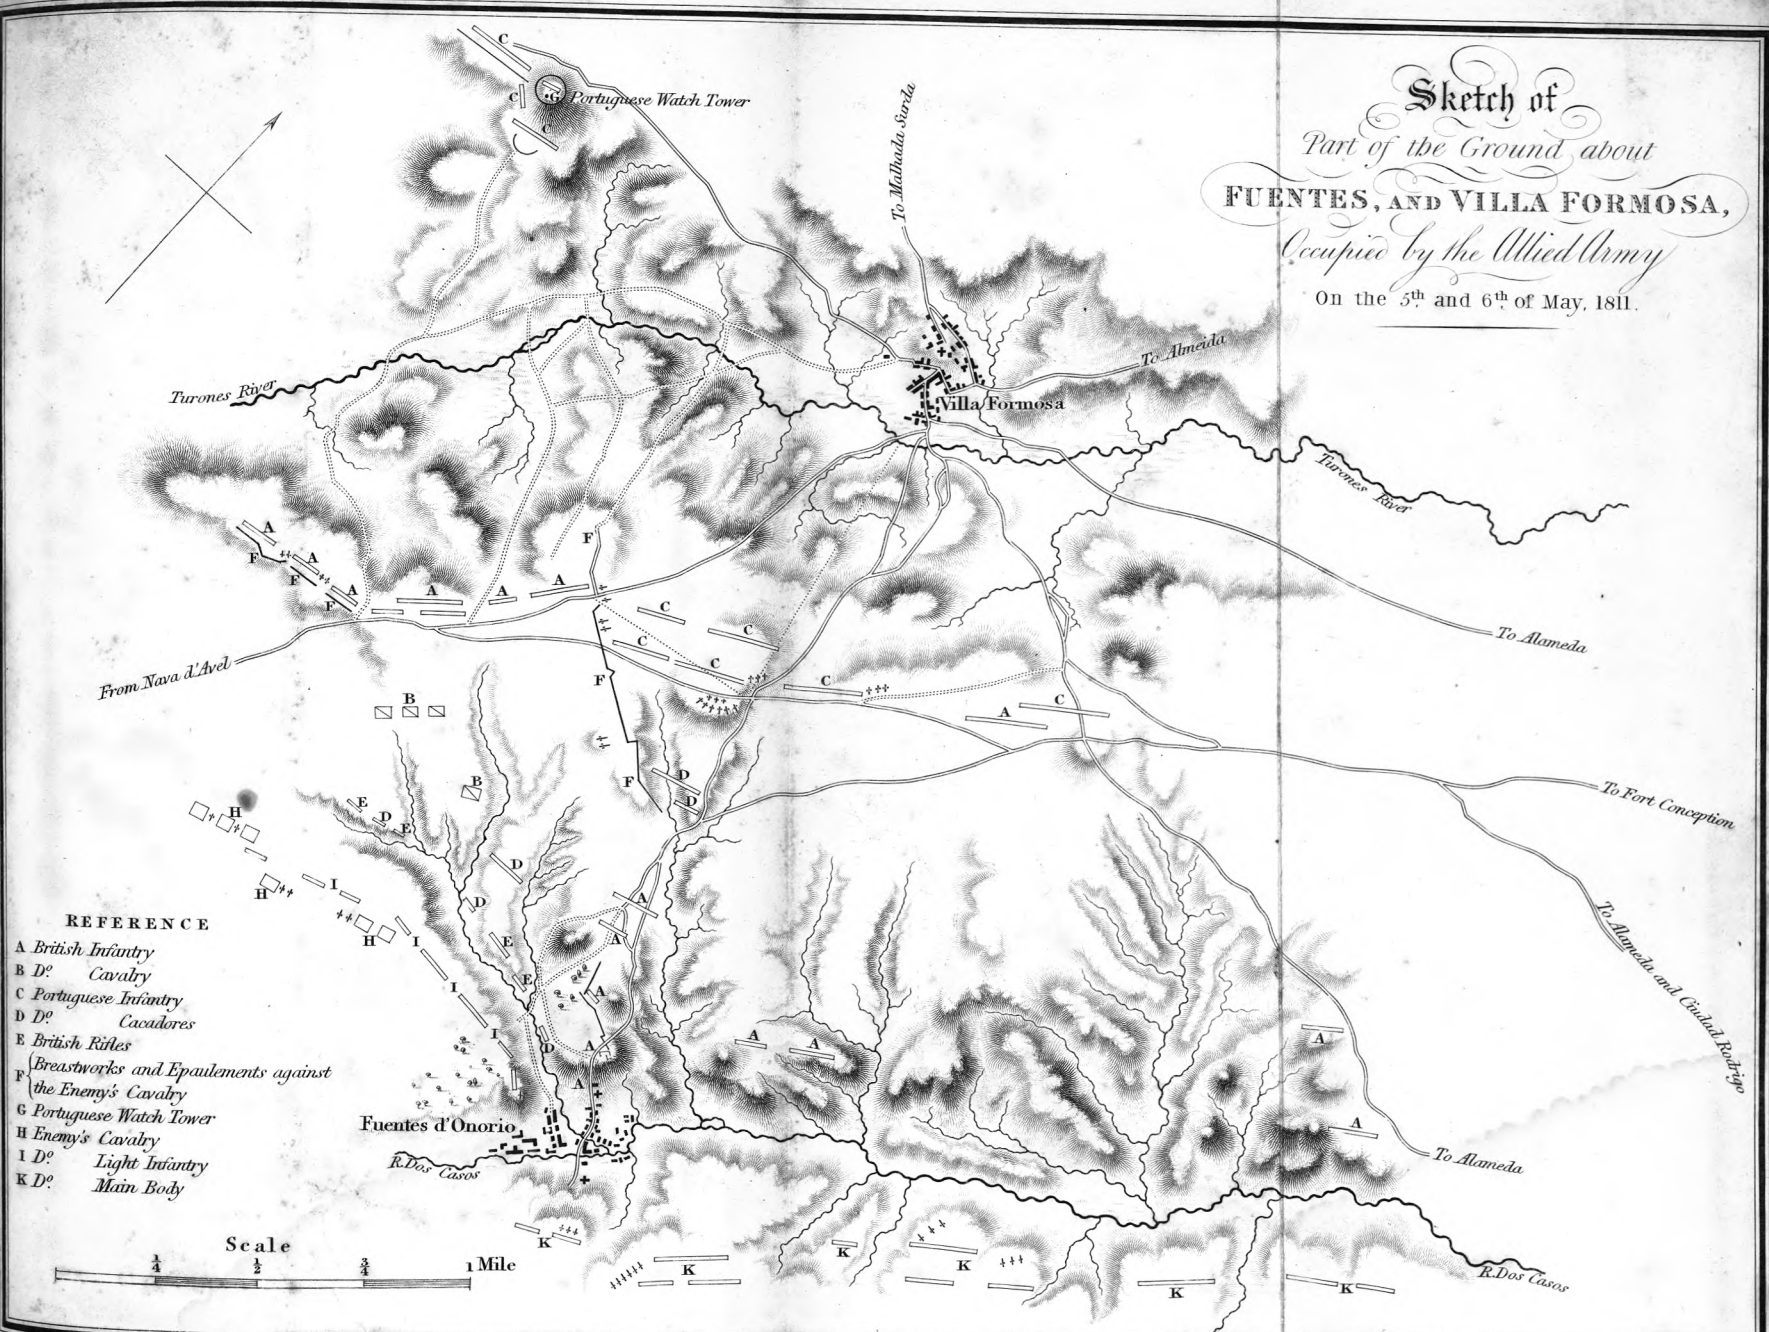 Sketch of
Part of the Ground about
FUENTES, AND VILLA FORMOSA,
Occupied by the Allied Army
On the 5th and 6th of May, 1811.
C
C
G Portuguese Watch Tower
C
To Malhada Surda
To Almeida
Turones River
Villa Formosa
Turones River
A
F
A
F
A
F
A
A
A
F
C
C
C
C
F
C
A
C
To Alameda
From Nava d'Avel
B
B
F
D
D
To Fort Conception
To Alameda and Ciudad Rodrigo
H
H
H
E
D
E
I
I
I
I
D
D
E
E
D
A
A
A
A
A
A
A
A
A
Fuentes d'Onorio
R. Dos Casos
To Alameda
R. Dos Casos
K
K
K
K
K
K
REFERENCE
A British Infantry
B Do. Cavalry
C Portuguese Infantry
D Do. Cacadores
E British Rifles
F {Breastworks and Epaulements against
the Enemy's Cavalry
G Portuguese Watch Tower
H Enemy's Cavalry
I Do. Light Infantry
K Do. Main Body
Scale
1/4 1/2 3/4 1 Mile